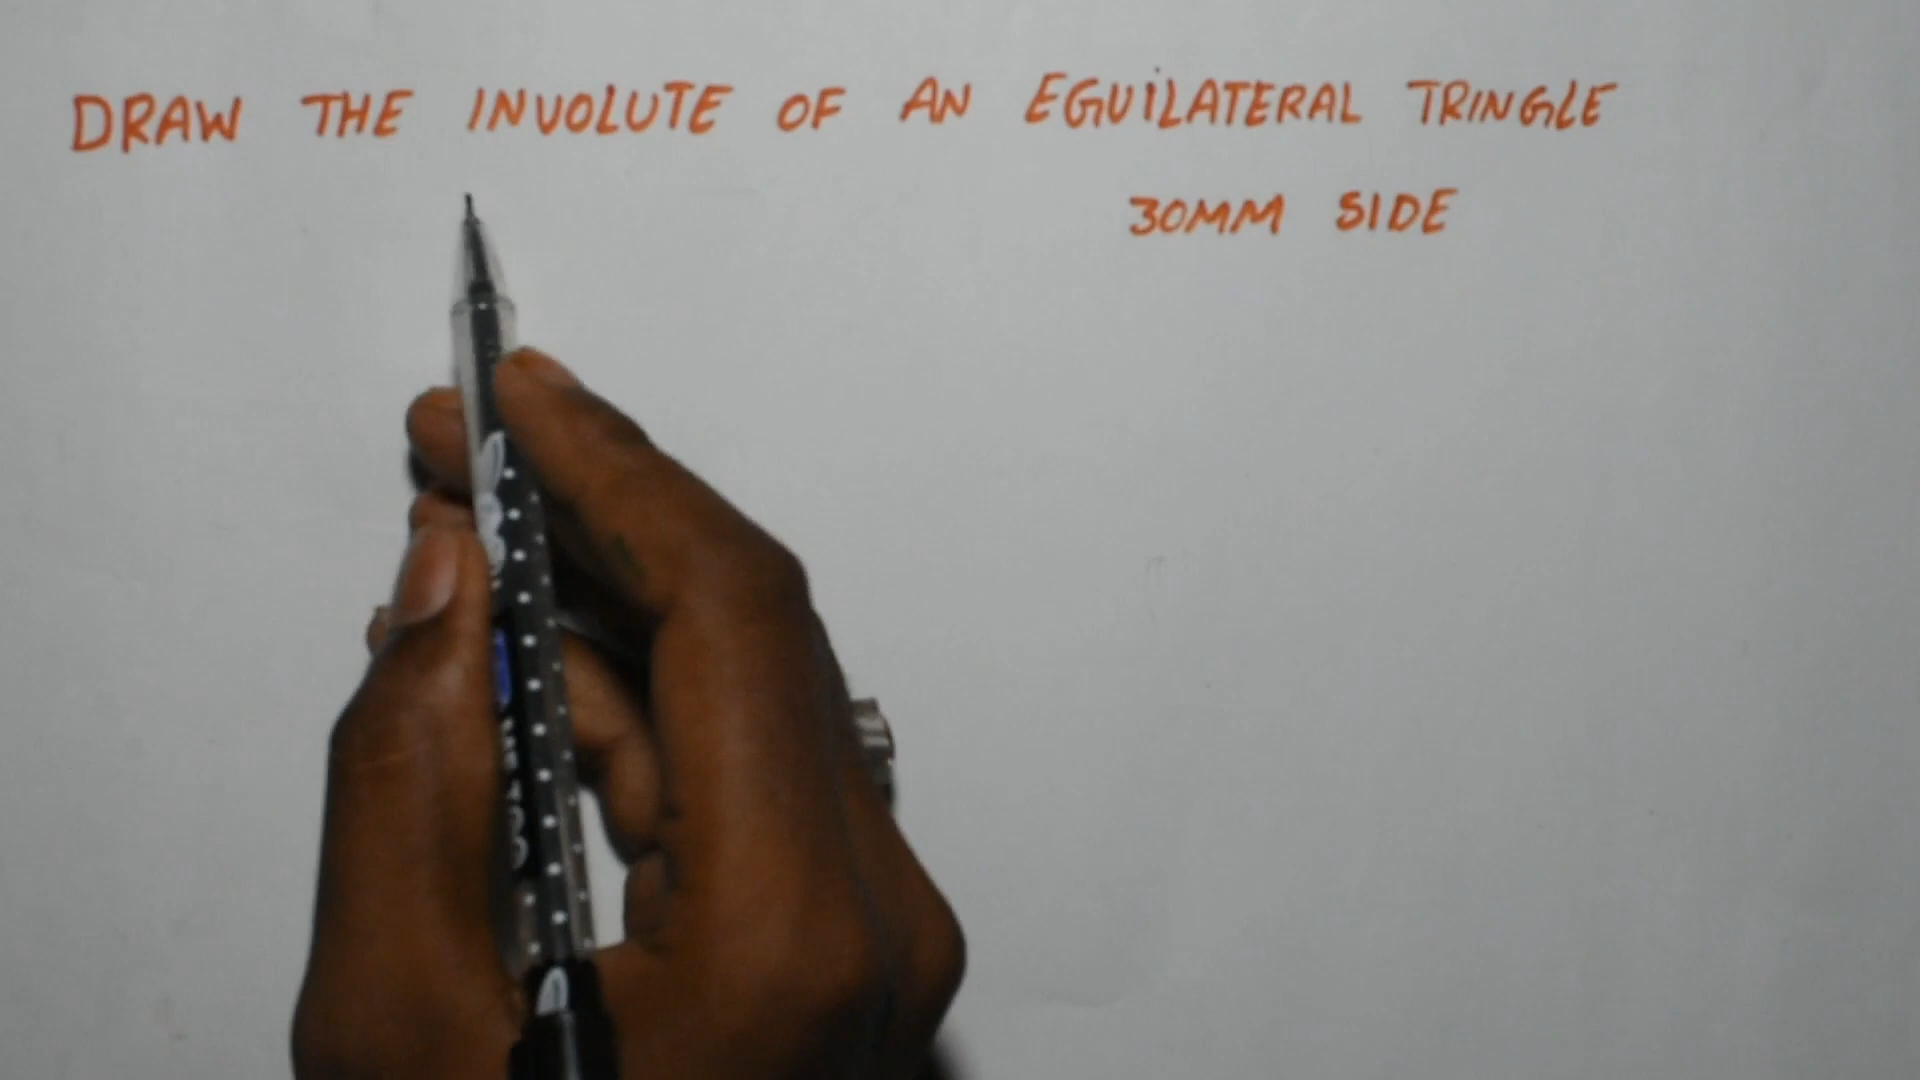 DRAW THE INVOLUTE OF AN EGUILATERAL TRINGLE
30MM SIDE